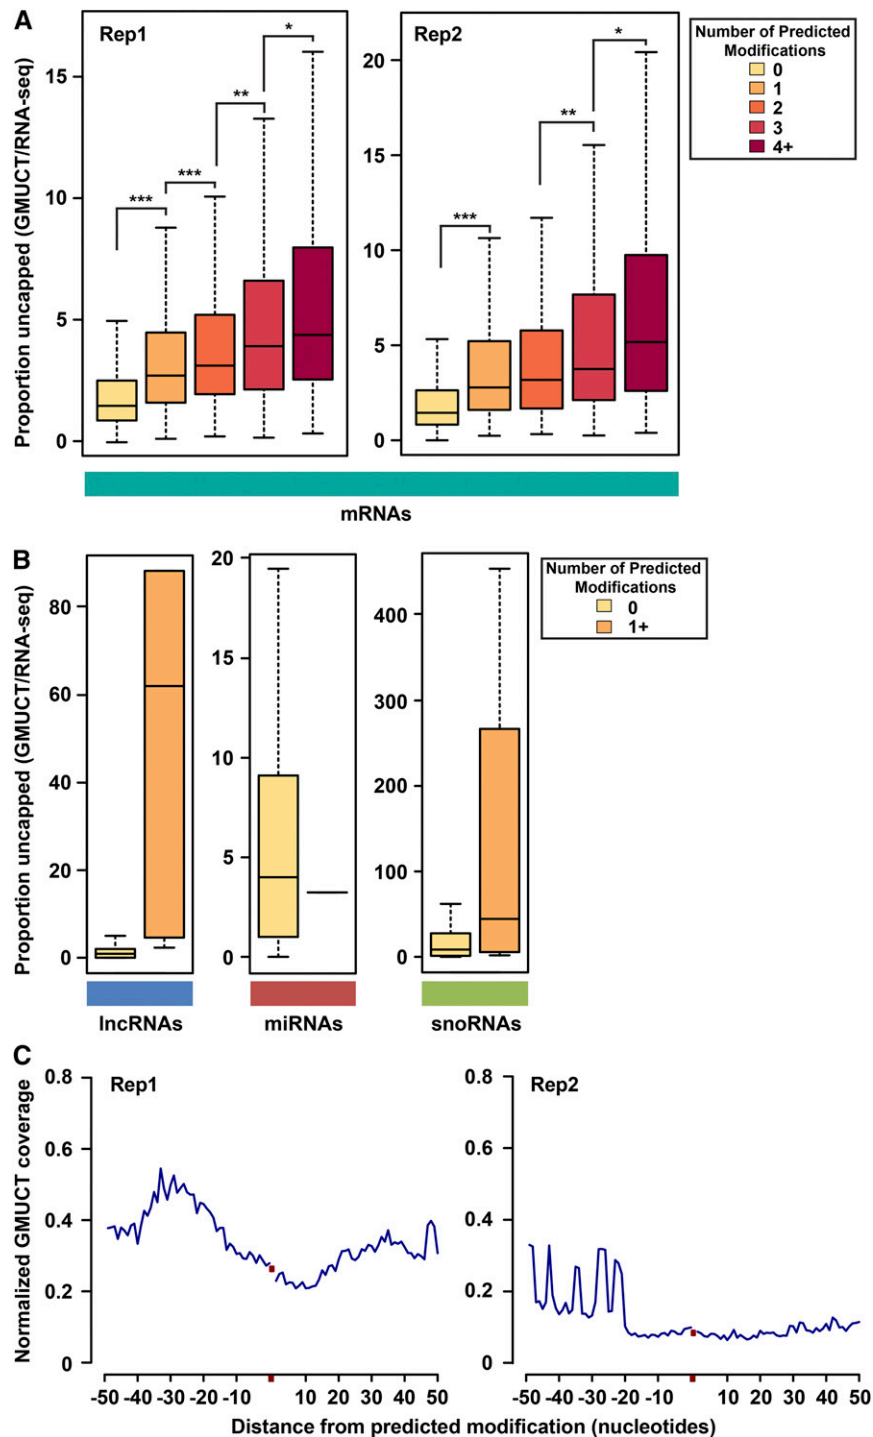 A
Rep1
Rep2
Number of Predicted
Modifications
0
1
2
3
4+
Proportion uncapped (GMUCT/RNA-seq)
15
10
5
0
***
***
**
*
20
15
10
5
0
***
**
*
mRNAs
B
Proportion uncapped (GMUCT/RNA-seq)
80
60
40
20
0
20
15
10
5
0
400
300
200
100
0
Number of Predicted
Modifications
0
1+
lncRNAs
miRNAs
snoRNAs
C
Rep1
Rep2
Normalized GMUCT coverage
0.8
0.6
0.4
0.2
0
0.8
0.6
0.4
0.2
0
-50 -40 -30 -20 -10 10 20 30 40 50
-50 -40 -30 -20 -10 10 20 30 40 50
Distance from predicted modification (nucleotides)